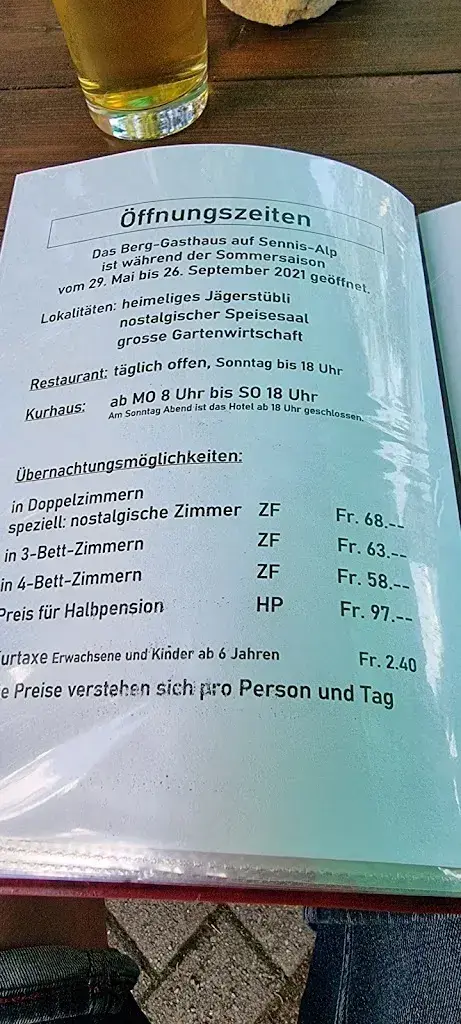 Öffnungszeiten
Das Berg-Gasthaus auf Sennis-Alp
ist während der Sommersaison
vom 29. Mai bis 26. September 2021 geöffnet.
Lokalitäten: heimeliges Jägerstübli
nostalgischer Speisesaal
grosse Gartenwirtschaft
Restaurant: täglich offen, Sonntag bis 18 Uhr
Kurhaus: ab MO 8 Uhr bis SO 18 Uhr
Am Sonntag Abend ist das Hotel ab 18 Uhr geschlossen.
Übernachtungsmöglichkeiten:
in Doppelzimmern
speziell: nostalgische Zimmer ZF Fr. 68.--
in 3-Bett-Zimmern ZF Fr. 63.--
in 4-Bett-Zimmern ZF Fr. 58.--
Preis für Halbpension HP Fr. 97.--
urtaxe Erwachsene und Kinder ab 6 Jahren Fr. 2.40
e Preise verstehen sich pro Person und Tag